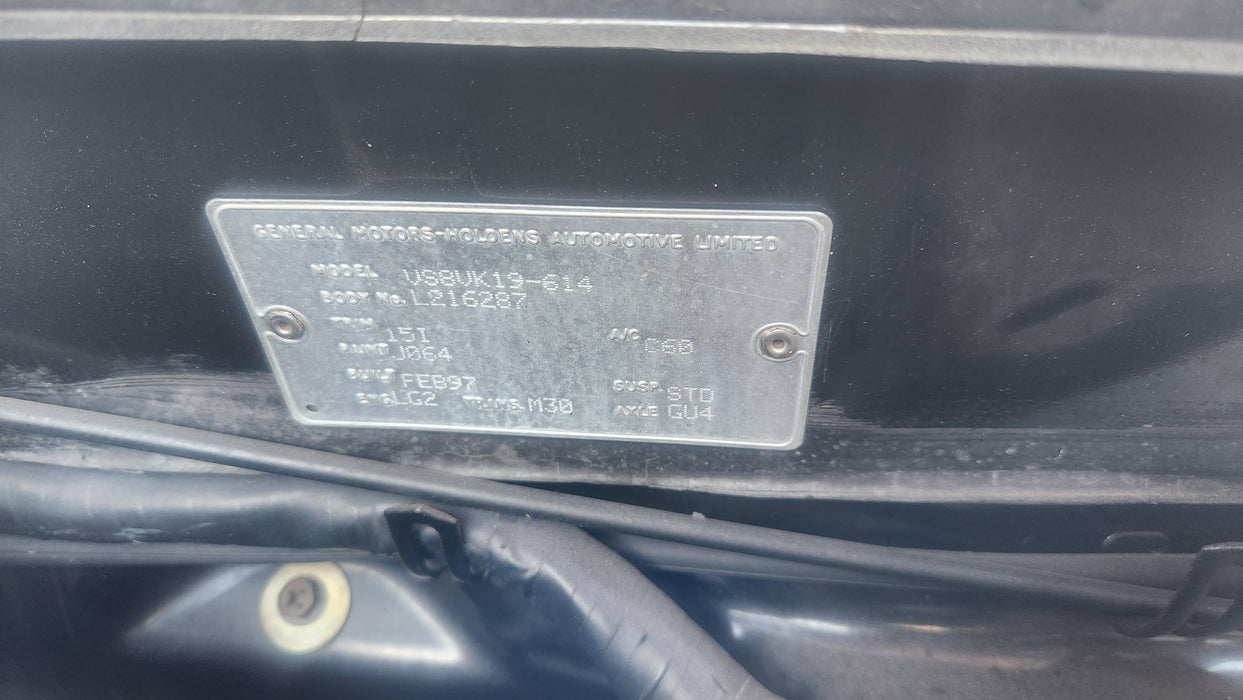 GENERAL MOTORS-HOLDENS AUTOMOTIVE LIMITED
MODEL VS8VK19-614
BODY No. L216287
TRIM 15I A/C C60
PAINT J064
BUILT FEB97 SUSP. STD
ENG LG2 TRANS M30 AXLE GU4